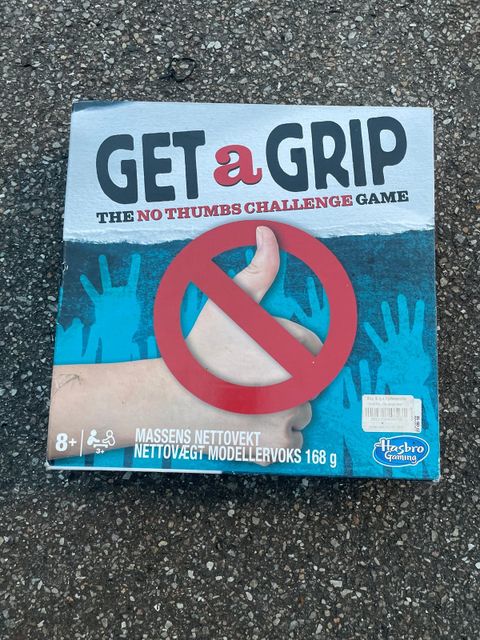 GET a GRIP
THE NO THUMBS CHALLENGE GAME
8+
3+
MASSENS NETTOVEKT
NETTOVÆGT MODELLERVOKS 168 g
Hasbro
Gaming